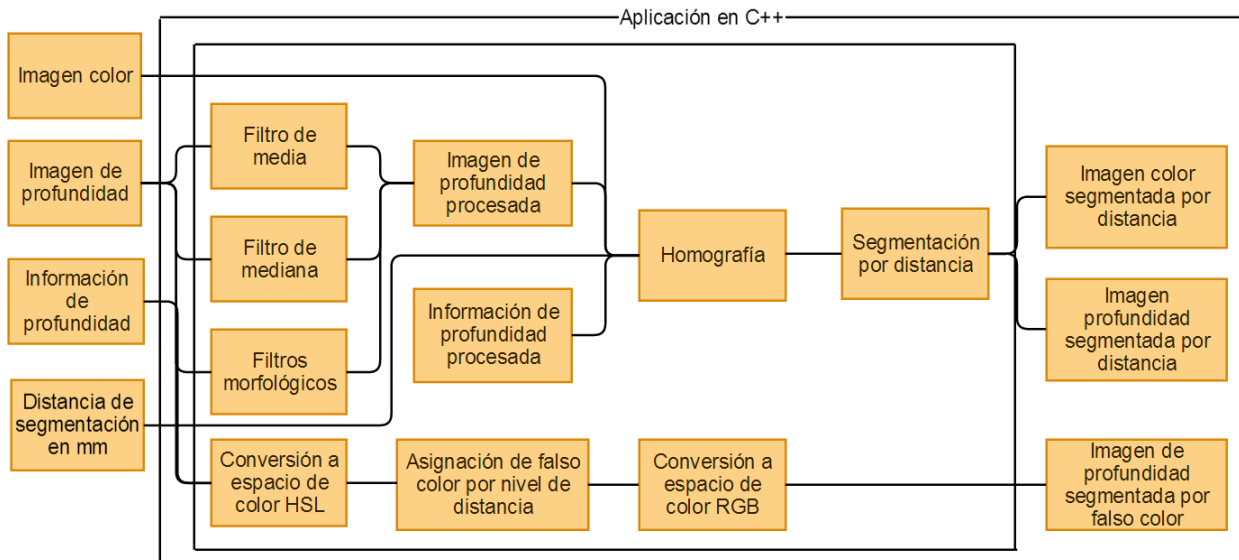 Aplicación en C++
Imagen color
Imagen de
profundidad
Información
de
profundidad
Distancia de
segmentación
en mm
Filtro de
media
Filtro de
mediana
Filtros
morfológicos
Conversión a
espacio de
color HSL
Imagen de
profundidad
procesada
Información de
profundidad
procesada
Asignación de falso
color por nivel de
distancia
Homografía
Conversión a
espacio de
color RGB
Segmentación
por distancia
Imagen color
segmentada por
distancia
Imagen
profundidad
segmentada por
distancia
Imagen de
profundidad
segmentada por
falso color